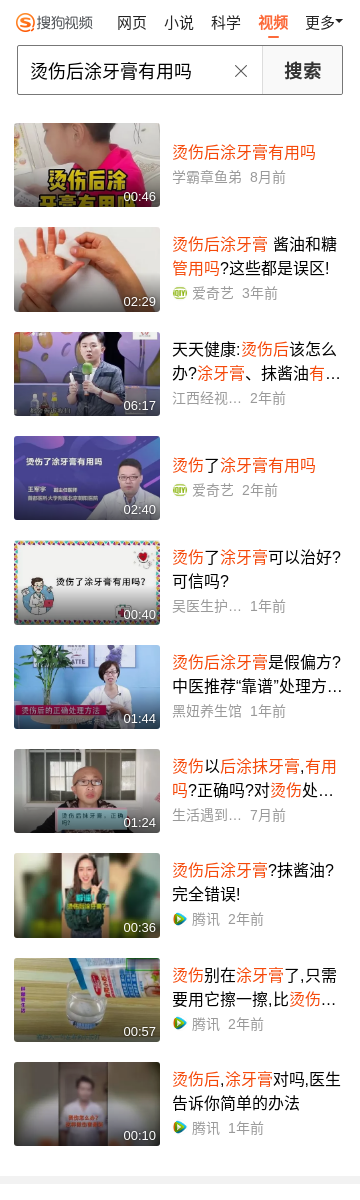 搜狗视频
网页 小说 科学 视频 更多
烫伤后涂牙膏有用吗
搜索
烫伤后涂
牙膏有用吗
00:46
烫伤后涂牙膏有用吗
学霸章鱼弟 8月前
02:29
烫伤后涂牙膏 酱油和糖
管用吗?这些都是误区!
爱奇艺 3年前
06:17
天天健康:烫伤后该怎么
办?涂牙膏、抹酱油有…
江西经视... 2年前
烫伤了涂牙膏有用吗
02:40
烫伤了涂牙膏有用吗
爱奇艺 2年前
烫伤了涂牙膏有用吗?
00:40
烫伤了涂牙膏可以治好?
可信吗?
吴医生护... 1年前
烫伤后的正确处理方法
01:44
烫伤后涂牙膏是假偏方?
中医推荐“靠谱”处理方…
黑妞养生馆 1年前
烫伤后抹牙膏,正确
吗?
01:24
烫伤以后涂抹牙膏,有用
吗?正确吗?对烫伤处…
生活遇到... 7月前
00:36
烫伤后涂牙膏?抹酱油?
完全错误!
腾讯 2年前
00:57
烫伤别在涂牙膏了,只需
要用它擦一擦,比烫伤…
腾讯 2年前
00:10
烫伤后,涂牙膏对吗,医生
告诉你简单的办法
腾讯 1年前